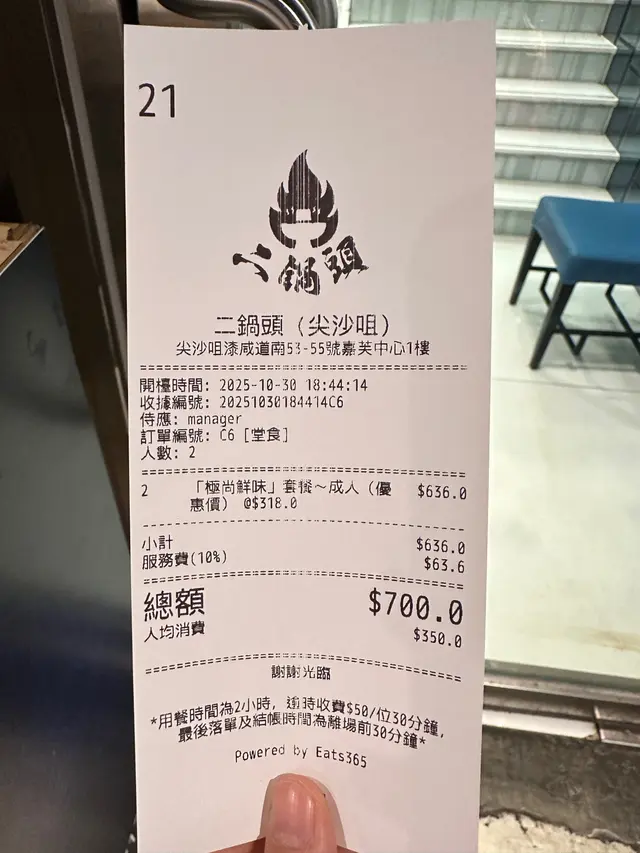 21
二鍋頭
二鍋頭 (尖沙咀)
尖沙咀漆咸道南53-55號嘉芙中心1樓
開檯時間: 2025-10-30 18:44:14
收據編號: 20251030184414C6
侍應: manager
訂單編號: C6 [堂食]
人數: 2
2 「極尚鮮味」套餐~成人 (優 $636.0
惠價) @$318.0
小計 $636.0
服務費(10%) $63.6
總額 $700.0
人均消費 $350.0
謝謝光臨
*用餐時間為2小時, 逾時收費$50/位30分鐘,
最後落單及結帳時間為離場前30分鐘*
Powered by Eats365